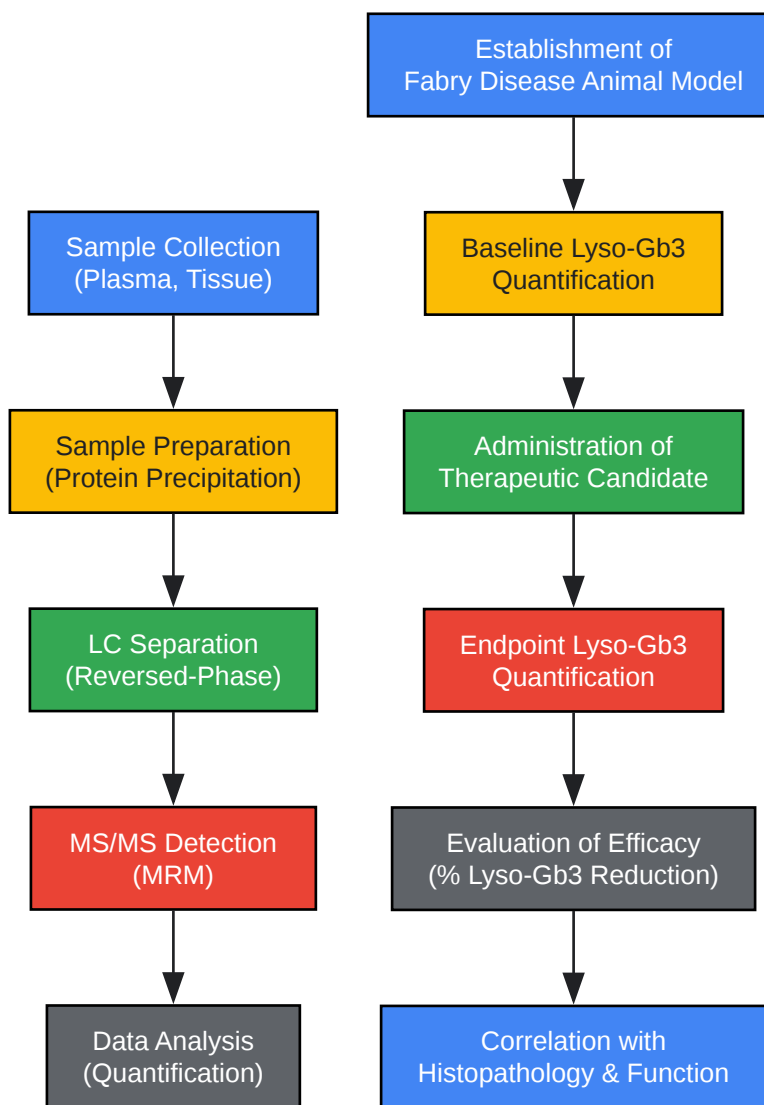 Establishment of
Fabry Disease Animal Model
Sample Collection
(Plasma, Tissue)
Baseline Lyso-Gb3
Quantification
Sample Preparation
(Protein Precipitation)
Administration of
Therapeutic Candidate
LC Separation
(Reversed-Phase)
Endpoint Lyso-Gb3
Quantification
MS/MS Detection
(MRM)
Evaluation of Efficacy
(% Lyso-Gb3 Reduction)
Data Analysis
(Quantification)
Correlation with
Histopathology & Function